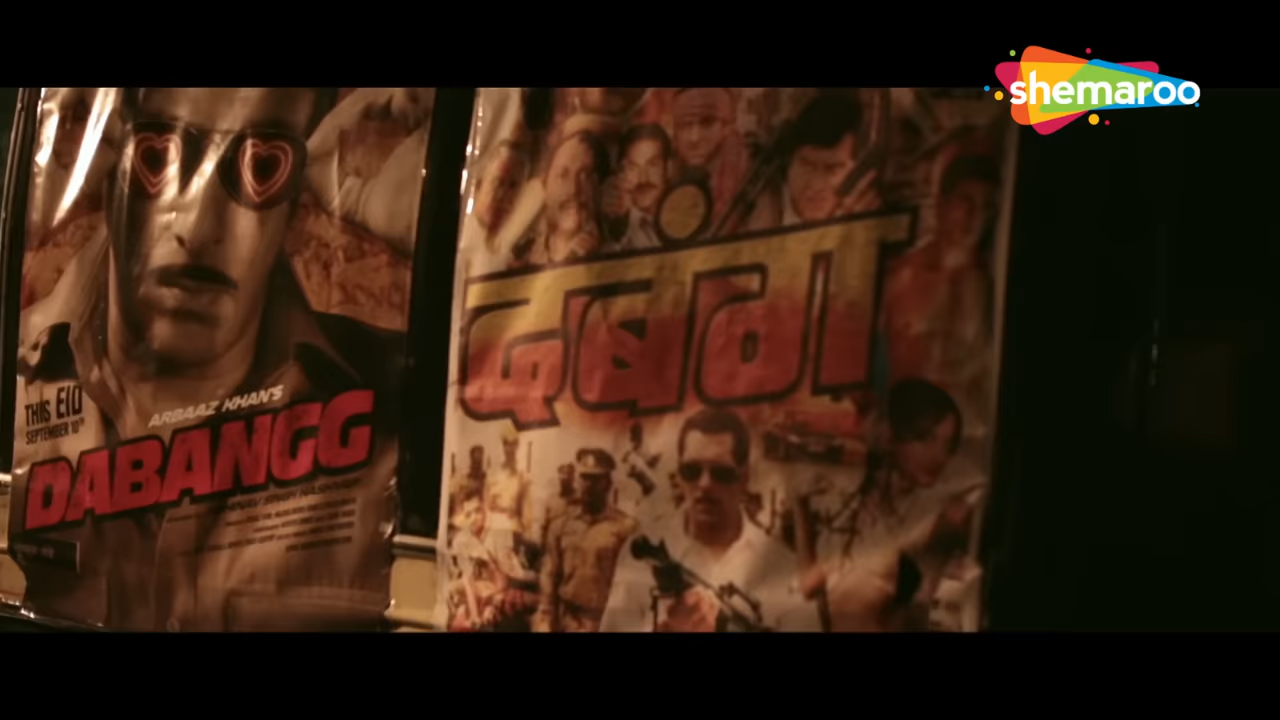 shemaroo
THIS EID
SEPTEMBER 10TH
ARBAAZ KHAN'S
DABANGG
दबंग